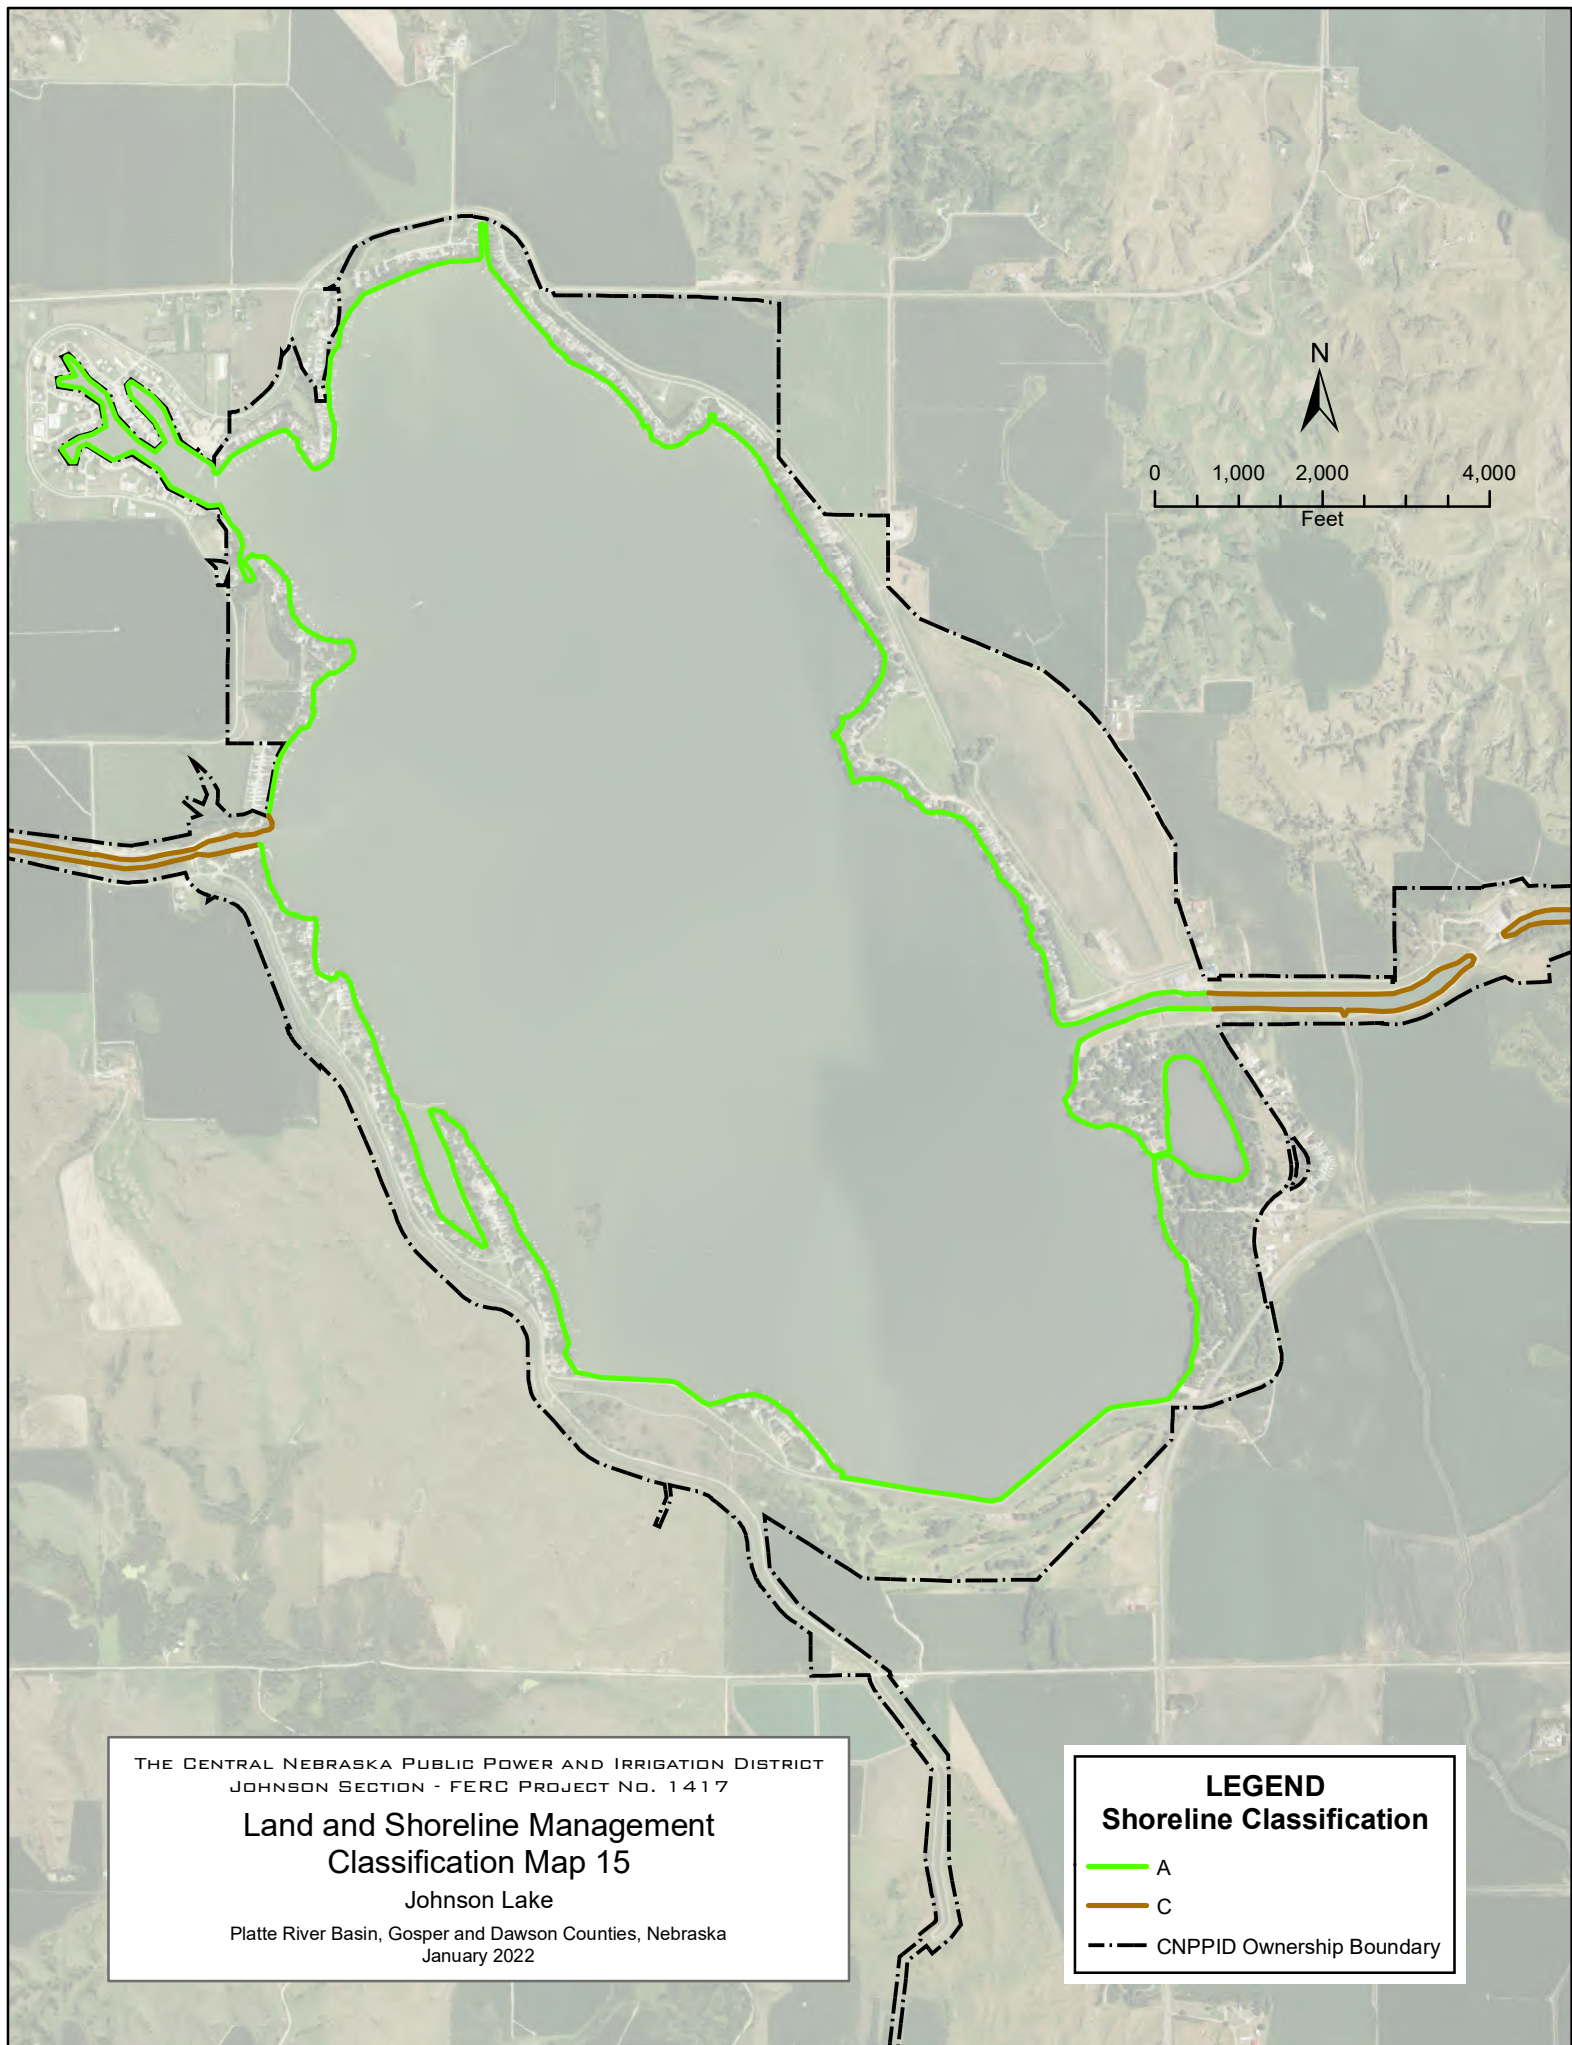 N
0 1,000 2,000 4,000
Feet
THE CENTRAL NEBRASKA PUBLIC POWER AND IRRIGATION DISTRICT
JOHNSON SECTION - FERC PROJECT NO. 1417
Land and Shoreline Management
Classification Map 15
Johnson Lake
Platte River Basin, Gosper and Dawson Counties, Nebraska
January 2022
LEGEND
Shoreline Classification
A
C
CNPPID Ownership Boundary